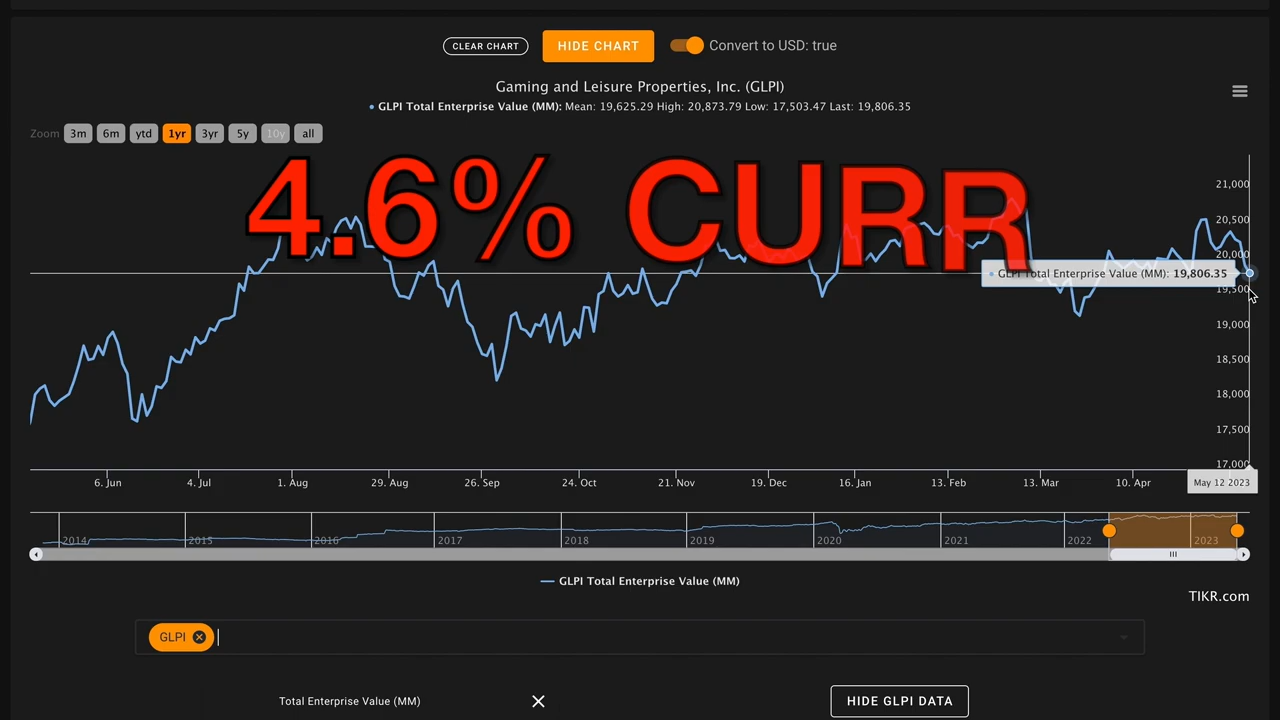 CLEAR CHART
HIDE CHART
Convert to USD: true
Gaming and Leisure Properties, Inc. (GLPI)
GLPI Total Enterprise Value (MM): Mean: 19,625.29 High: 20,873.79 Low: 17,503.47 Last: 19,806.35
Zoom 3m 6m ytd 1yr 3yr 5y 10y all
4.6% CURR
21,000
20,500
20,000
GLPI Total Enterprise Value (MM): 19,806.35
19,500
19,000
18,500
18,000
17,500
17,000
6. Jun 4. Jul 1. Aug 29. Aug 26. Sep 24. Oct 21. Nov 19. Dec 16. Jan 13. Feb 13. Mar 10. Apr May 12 2023
2014 2015 2016 2017 2018 2019 2020 2021 2022 2023
GLPI Total Enterprise Value (MM)
TIKR.com
GLPI
Total Enterprise Value (MM)
HIDE GLPI DATA